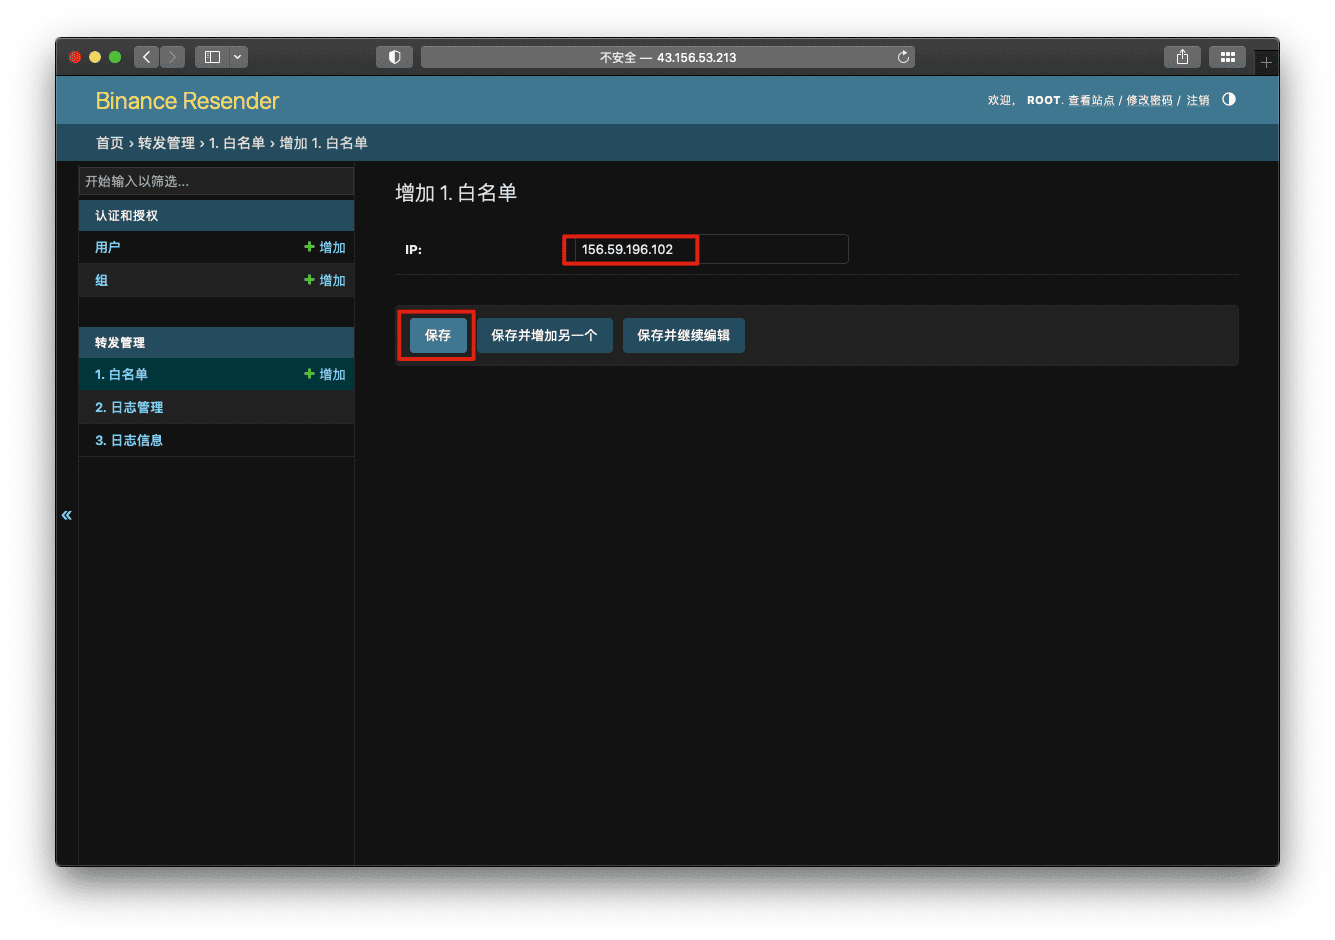 不安全 — 43.156.53.213
Binance Resender
欢迎, ROOT. 查看站点 / 修改密码 / 注销
首页 › 转发管理 › 1. 白名单 › 增加 1. 白名单
开始输入以筛选...
认证和授权
用户 增加
组 增加
转发管理
1. 白名单 增加
2. 日志管理
3. 日志信息
«
增加 1. 白名单
IP: 156.59.196.102
保存 保存并增加另一个 保存并继续编辑